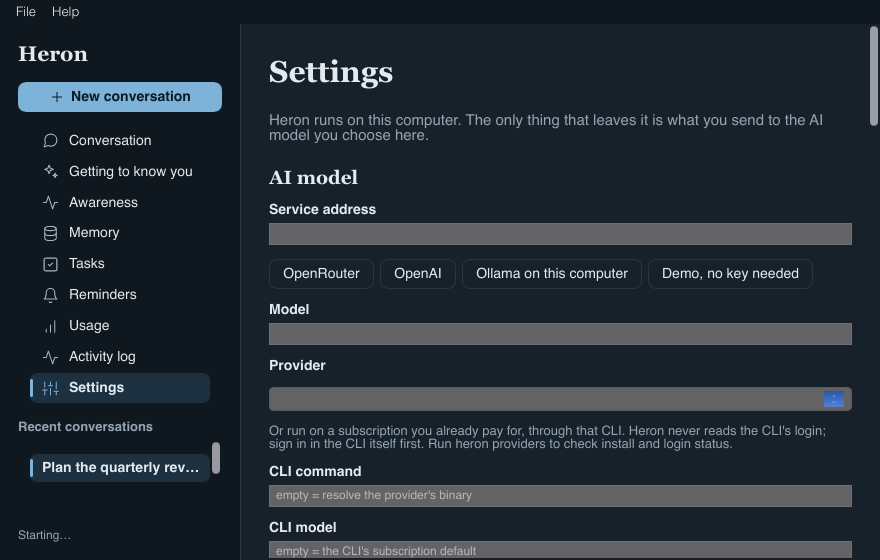 File Help
Heron
+ New conversation
Conversation
Getting to know you
Awareness
Memory
Tasks
Reminders
Usage
Activity log
Settings
Recent conversations
Plan the quarterly rev…
Starting…
Settings
Heron runs on this computer. The only thing that leaves it is what you send to the AI
model you choose here.
AI model
Service address
OpenRouter OpenAI Ollama on this computer Demo, no key needed
Model
Provider
Or run on a subscription you already pay for, through that CLI. Heron never reads the CLI's login;
sign in in the CLI itself first. Run heron providers to check install and login status.
CLI command
empty = resolve the provider's binary
CLI model
empty = the CLI's subscription default